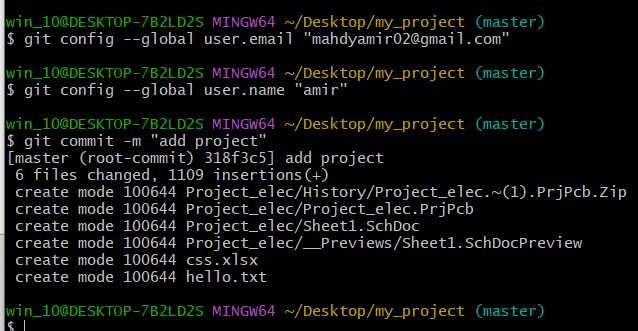 win_10@DESKTOP-7B2LD2S MINGW64 ~/Desktop/my_project (master)
$ git config --global user.email "mahdyamir02@gmail.com"
win_10@DESKTOP-7B2LD2S MINGW64 ~/Desktop/my_project (master)
$ git config --global user.name "amir"
win_10@DESKTOP-7B2LD2S MINGW64 ~/Desktop/my_project (master)
$ git commit -m "add project"
[master (root-commit) 318f3c5] add project
 6 files changed, 1109 insertions(+)
 create mode 100644 Project_elec/History/Project_elec.~(1).PrjPcb.Zip
 create mode 100644 Project_elec/Project_elec.PrjPcb
 create mode 100644 Project_elec/Sheet1.SchDoc
 create mode 100644 Project_elec/__Previews/Sheet1.SchDocPreview
 create mode 100644 css.xlsx
 create mode 100644 hello.txt
win_10@DESKTOP-7B2LD2S MINGW64 ~/Desktop/my_project (master)
$